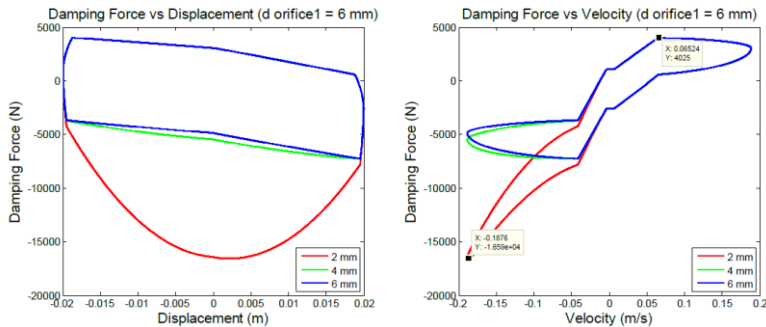 Damping Force vs Displacement (d orifice1 = 6 mm)
5000
0
-5000
-10000
-15000
-20000
Damping Force (N)
-0.02 -0.015 -0.01 -0.005 0 0.005 0.01 0.015 0.02
Displacement (m)
2 mm
4 mm
6 mm
Damping Force vs Velocity (d orifice1 = 6 mm)
5000
0
-5000
-10000
-15000
-20000
Damping Force (N)
X: 0.06524
Y: 4025
X: -0.1876
Y: -1.659e+04
-0.2 -0.15 -0.1 -0.05 0 0.05 0.1 0.15 0.2
Velocity (m/s)
2 mm
4 mm
6 mm